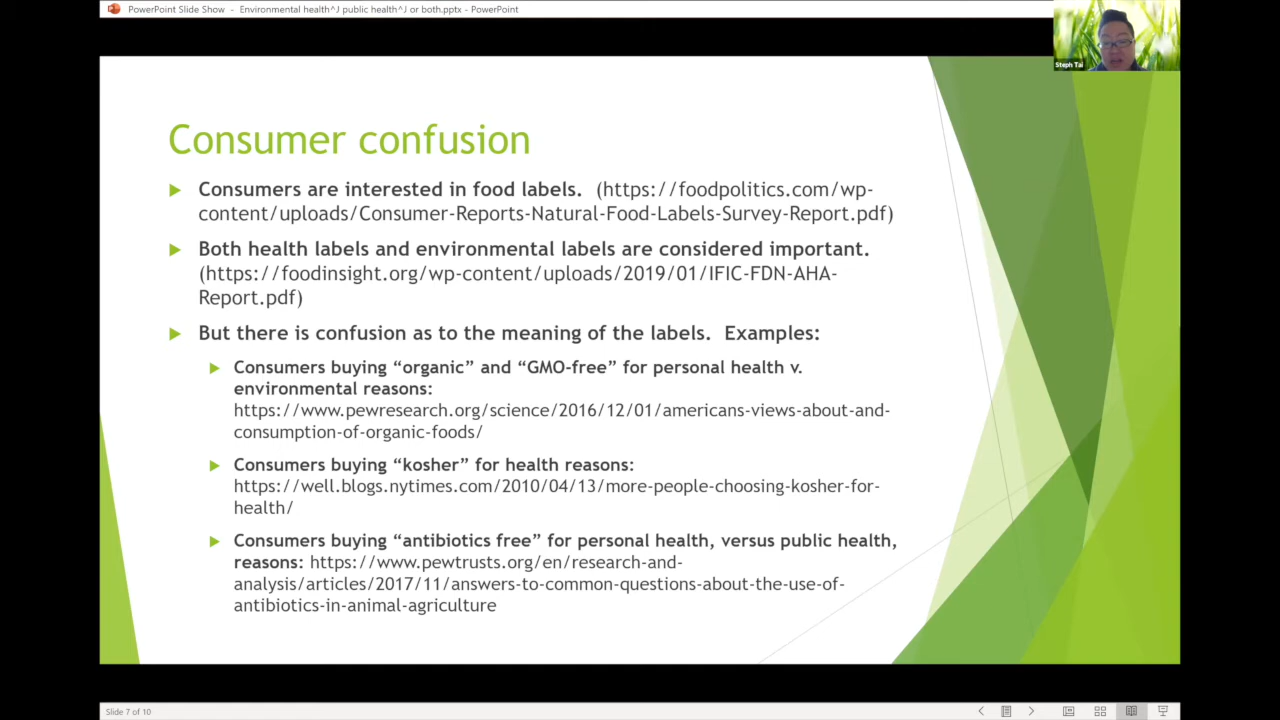 PowerPoint Slide Show - Environmental health^J public health^J or both.pptx - PowerPoint
Steph Tai
Consumer confusion
Consumers are interested in food labels. (https://foodpolitics.com/wp-
content/uploads/Consumer-Reports-Natural-Food-Labels-Survey-Report.pdf)
Both health labels and environmental labels are considered important.
(https://foodinsight.org/wp-content/uploads/2019/01/IFIC-FDN-AHA-
Report.pdf)
But there is confusion as to the meaning of the labels. Examples:
Consumers buying “organic” and “GMO-free” for personal health v.
environmental reasons:
https://www.pewresearch.org/science/2016/12/01/americans-views-about-and-
consumption-of-organic-foods/
Consumers buying “kosher” for health reasons:
https://well.blogs.nytimes.com/2010/04/13/more-people-choosing-kosher-for-
health/
Consumers buying “antibiotics free” for personal health, versus public health,
reasons: https://www.pewtrusts.org/en/research-and-
analysis/articles/2017/11/answers-to-common-questions-about-the-use-of-
antibiotics-in-animal-agriculture
Slide 7 of 10